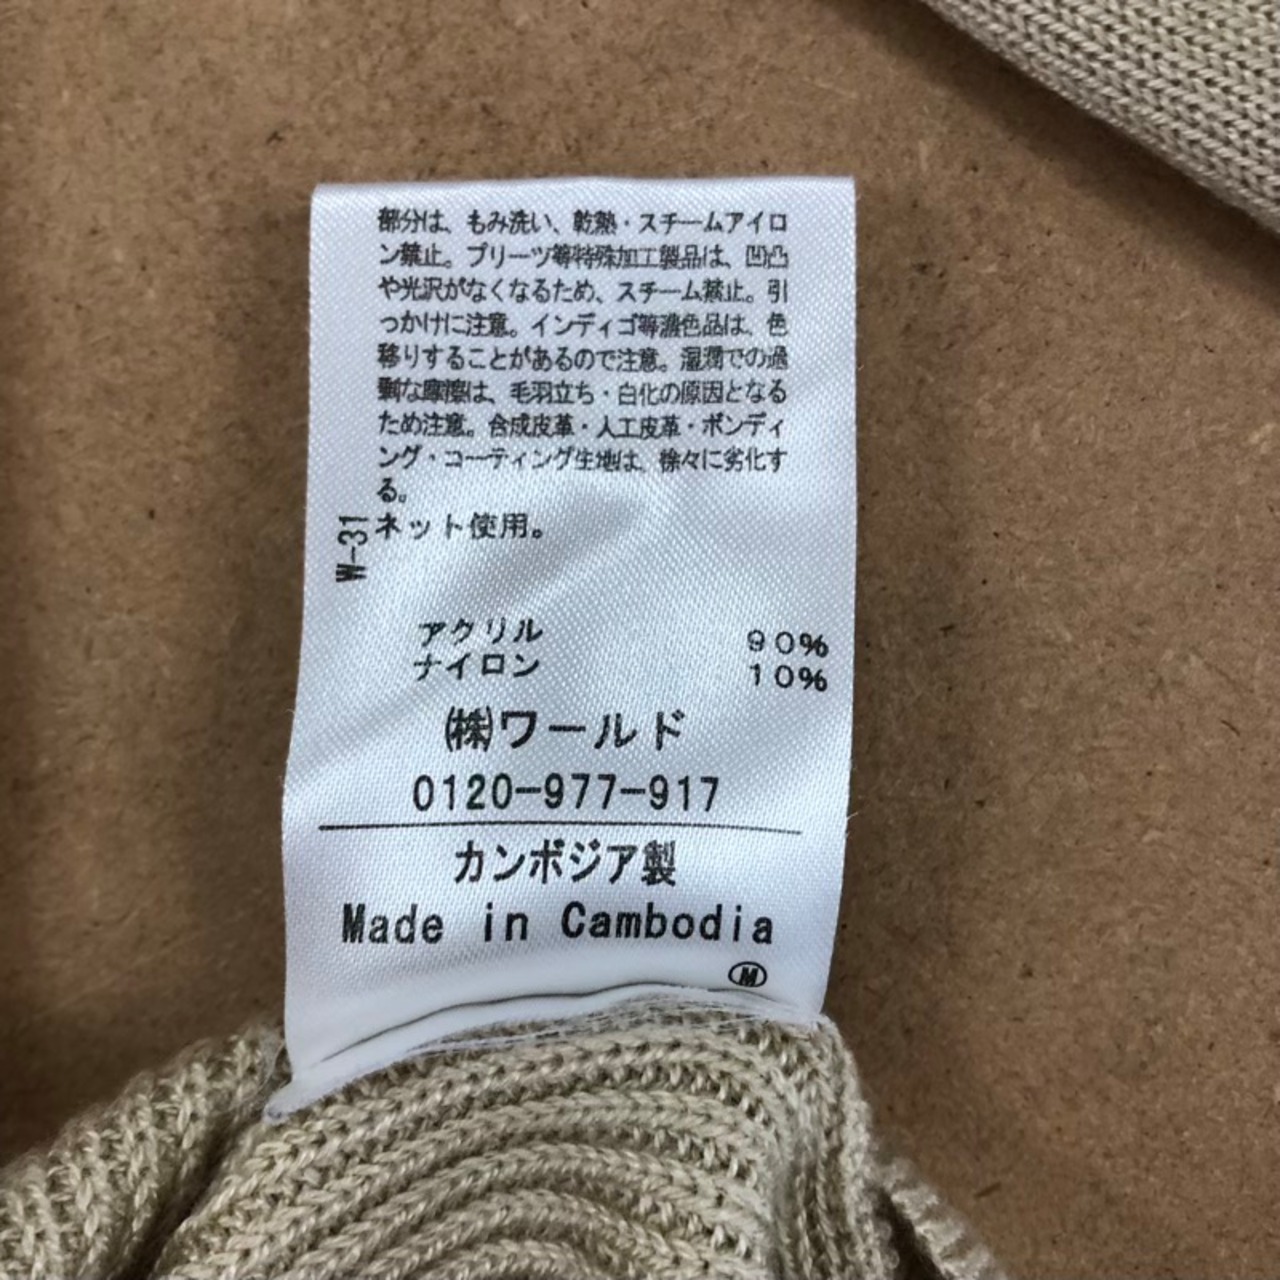 部分は、もみ洗い、乾熱・スチームアイロ
ン禁止。プリーツ等特殊加工製品は、凹凸
や光沢がなくなるため、スチーム禁止。引
っかけに注意。インディゴ等濃色品は、色
移りすることがあるので注意。湿潤での過
剰な摩擦は、毛羽立ち・白化の原因となる
ため注意。合成皮革・人工皮革・ボンディ
ング・コーティング生地は、徐々に劣化す
る。
ネット使用。
W-31
アクリル 90%
ナイロン 10%
㈱ワールド
0120-977-917
カンボジア製
Made in Cambodia
Ⓜ